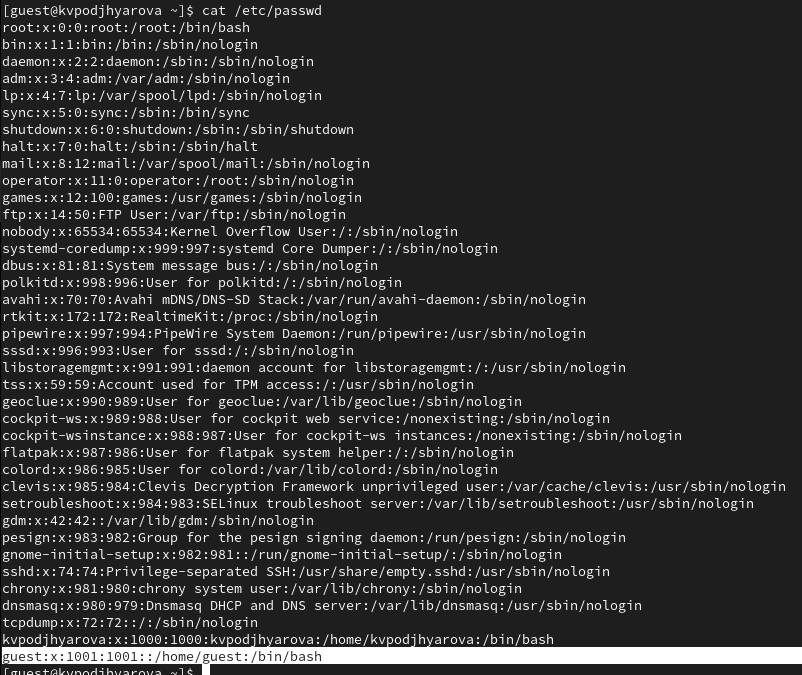 [guest@kvpodjhyarova ~]$ cat /etc/passwd
root:x:0:0:root:/root:/bin/bash
bin:x:1:1:bin:/bin:/sbin/nologin
daemon:x:2:2:daemon:/sbin:/sbin/nologin
adm:x:3:4:adm:/var/adm:/sbin/nologin
lp:x:4:7:lp:/var/spool/lpd:/sbin/nologin
sync:x:5:0:sync:/sbin:/bin/sync
shutdown:x:6:0:shutdown:/sbin:/sbin/shutdown
halt:x:7:0:halt:/sbin:/sbin/halt
mail:x:8:12:mail:/var/spool/mail:/sbin/nologin
operator:x:11:0:operator:/root:/sbin/nologin
games:x:12:100:games:/usr/games:/sbin/nologin
ftp:x:14:50:FTP User:/var/ftp:/sbin/nologin
nobody:x:65534:65534:Kernel Overflow User:/:/sbin/nologin
systemd-coredump:x:999:997:systemd Core Dumper:/:/sbin/nologin
dbus:x:81:81:System message bus:/:/sbin/nologin
polkitd:x:998:996:User for polkitd:/:/sbin/nologin
avahi:x:70:70:Avahi mDNS/DNS-SD Stack:/var/run/avahi-daemon:/sbin/nologin
rtkit:x:172:172:RealtimeKit:/proc:/sbin/nologin
pipewire:x:997:994:PipeWire System Daemon:/run/pipewire:/usr/sbin/nologin
sssd:x:996:993:User for sssd:/:/sbin/nologin
libstoragemgmt:x:991:991:daemon account for libstoragemgmt:/:/usr/sbin/nologin
tss:x:59:59:Account used for TPM access:/:/usr/sbin/nologin
geoclue:x:990:989:User for geoclue:/var/lib/geoclue:/sbin/nologin
cockpit-ws:x:989:988:User for cockpit web service:/nonexisting:/sbin/nologin
cockpit-wsinstance:x:988:987:User for cockpit-ws instances:/nonexisting:/sbin/nologin
flatpak:x:987:986:User for flatpak system helper:/:/sbin/nologin
colord:x:986:985:User for colord:/var/lib/colord:/sbin/nologin
clevis:x:985:984:Clevis Decryption Framework unprivileged user:/var/cache/clevis:/usr/sbin/nologin
setroubleshoot:x:984:983:SELinux troubleshoot server:/var/lib/setroubleshoot:/usr/sbin/nologin
gdm:x:42:42::/var/lib/gdm:/sbin/nologin
pesign:x:983:982:Group for the pesign signing daemon:/run/pesign:/sbin/nologin
gnome-initial-setup:x:982:981::/run/gnome-initial-setup/:/sbin/nologin
sshd:x:74:74:Privilege-separated SSH:/usr/share/empty.sshd:/usr/sbin/nologin
chrony:x:981:980:chrony system user:/var/lib/chrony:/sbin/nologin
dnsmasq:x:980:979:Dnsmasq DHCP and DNS server:/var/lib/dnsmasq:/usr/sbin/nologin
tcpdump:x:72:72::/:/sbin/nologin
kvpodjhyarova:x:1000:1000:kvpodjhyarova:/home/kvpodjhyarova:/bin/bash
guest:x:1001:1001::/home/guest:/bin/bash
[guest@kvpodjhyarova ~]$